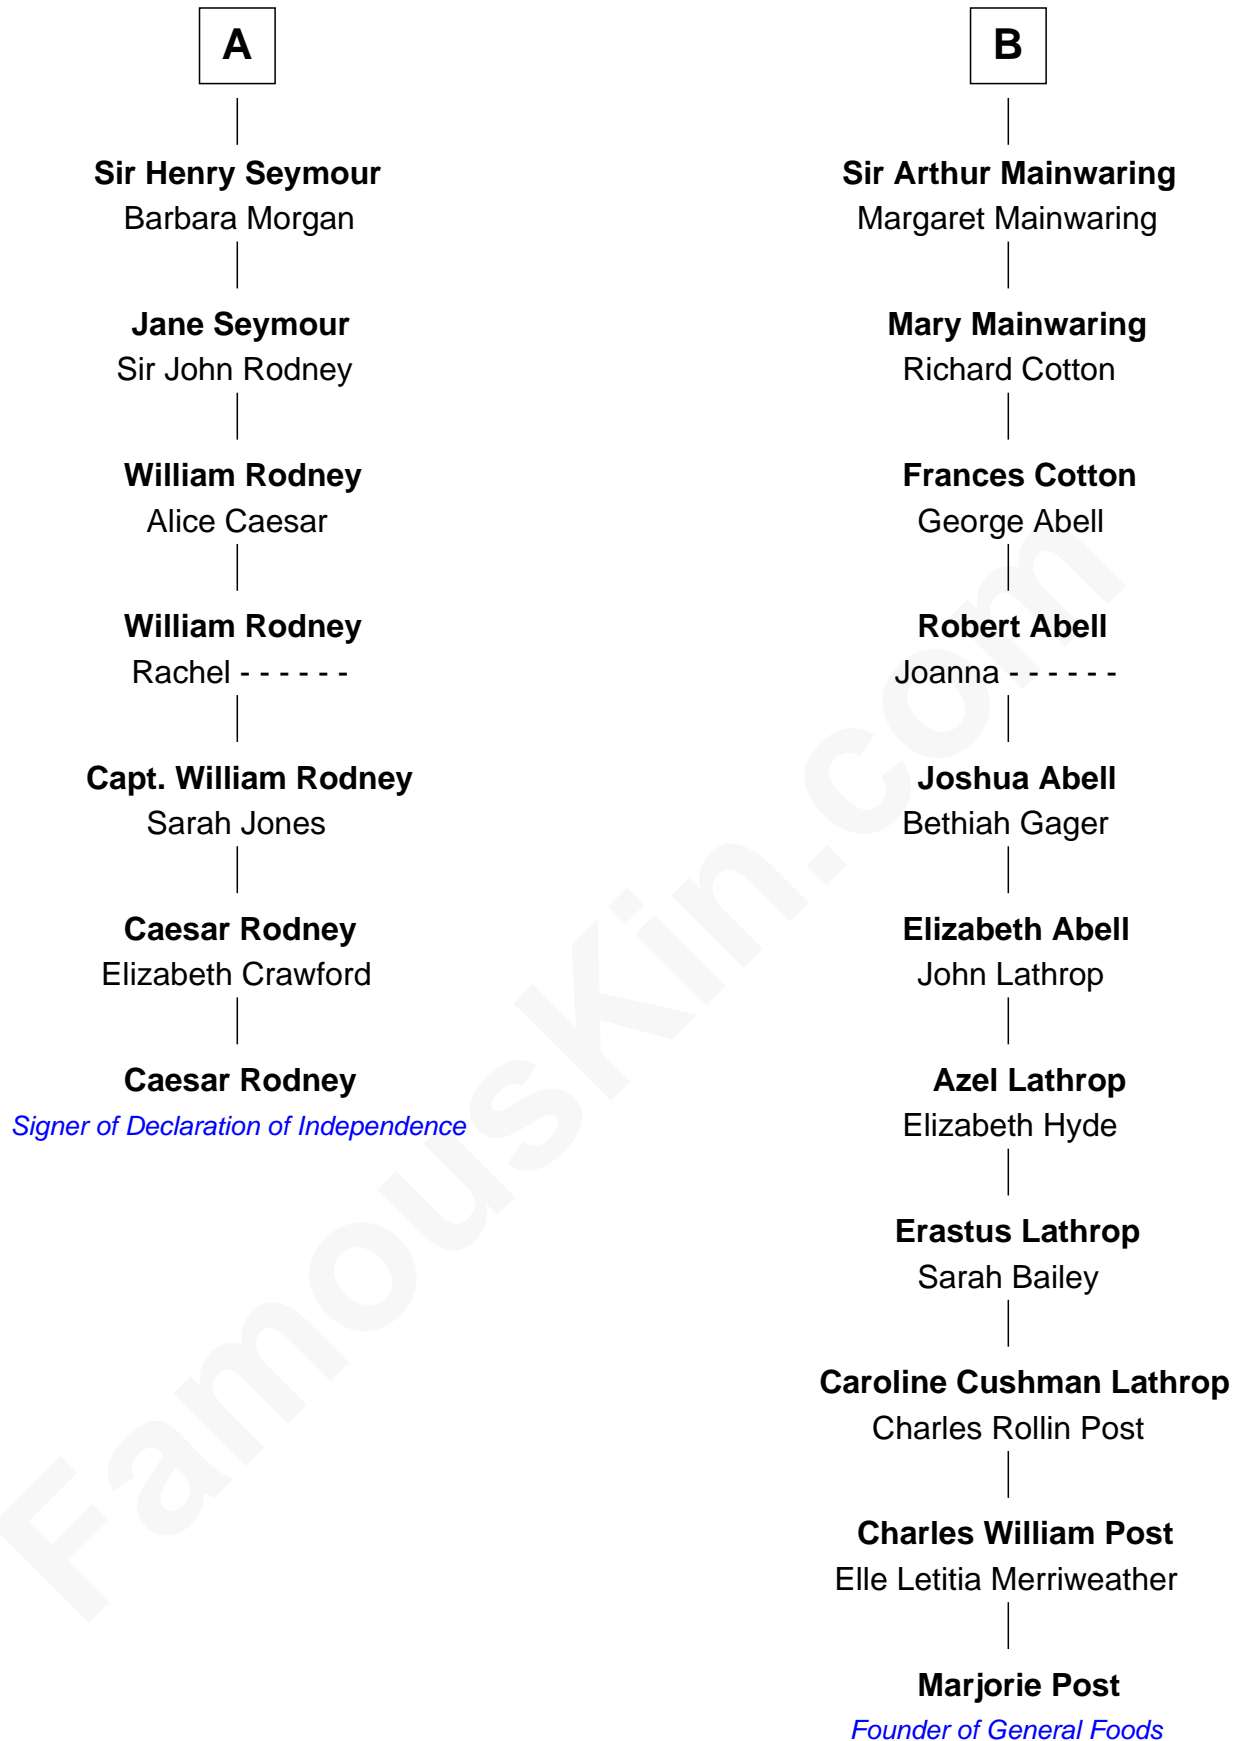 A
Sir Henry Seymour
Barbara Morgan
Jane Seymour
Sir John Rodney
William Rodney
Alice Caesar
William Rodney
Rachel - - - - - -
Capt. William Rodney
Sarah Jones
Caesar Rodney
Elizabeth Crawford
Caesar Rodney
Signer of Declaration of Independence
B
Sir Arthur Mainwaring
Margaret Mainwaring
Mary Mainwaring
Richard Cotton
Frances Cotton
George Abell
Robert Abell
Joanna - - - - - -
Joshua Abell
Bethiah Gager
Elizabeth Abell
John Lathrop
Azel Lathrop
Elizabeth Hyde
Erastus Lathrop
Sarah Bailey
Caroline Cushman Lathrop
Charles Rollin Post
Charles William Post
Elle Letitia Merriweather
Marjorie Post
Founder of General Foods
FamousKin.com